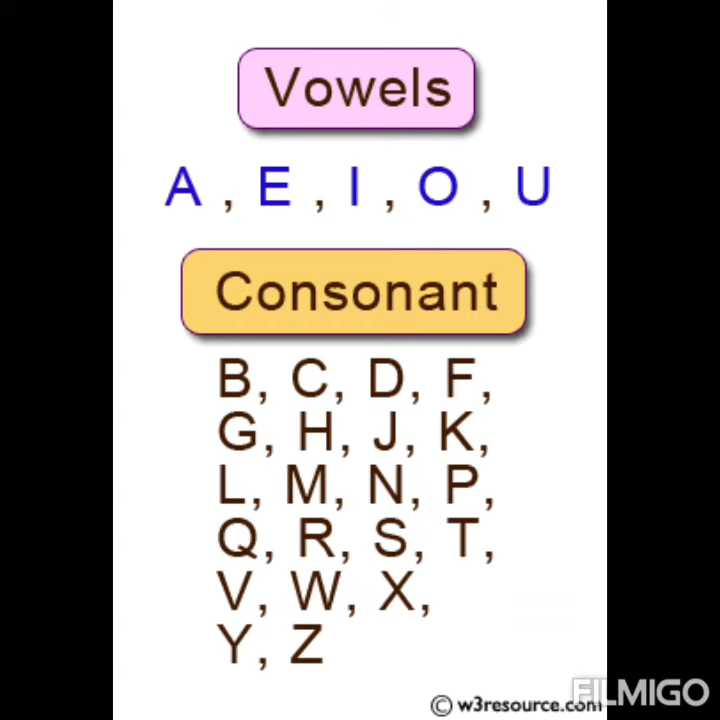 Vowels
A , E , I , O , U
Consonant
B, C, D, F,
G, H, J, K,
L, M, N, P,
Q, R, S, T,
V, W, X,
Y, Z
FILMIGO
© w3resource.com